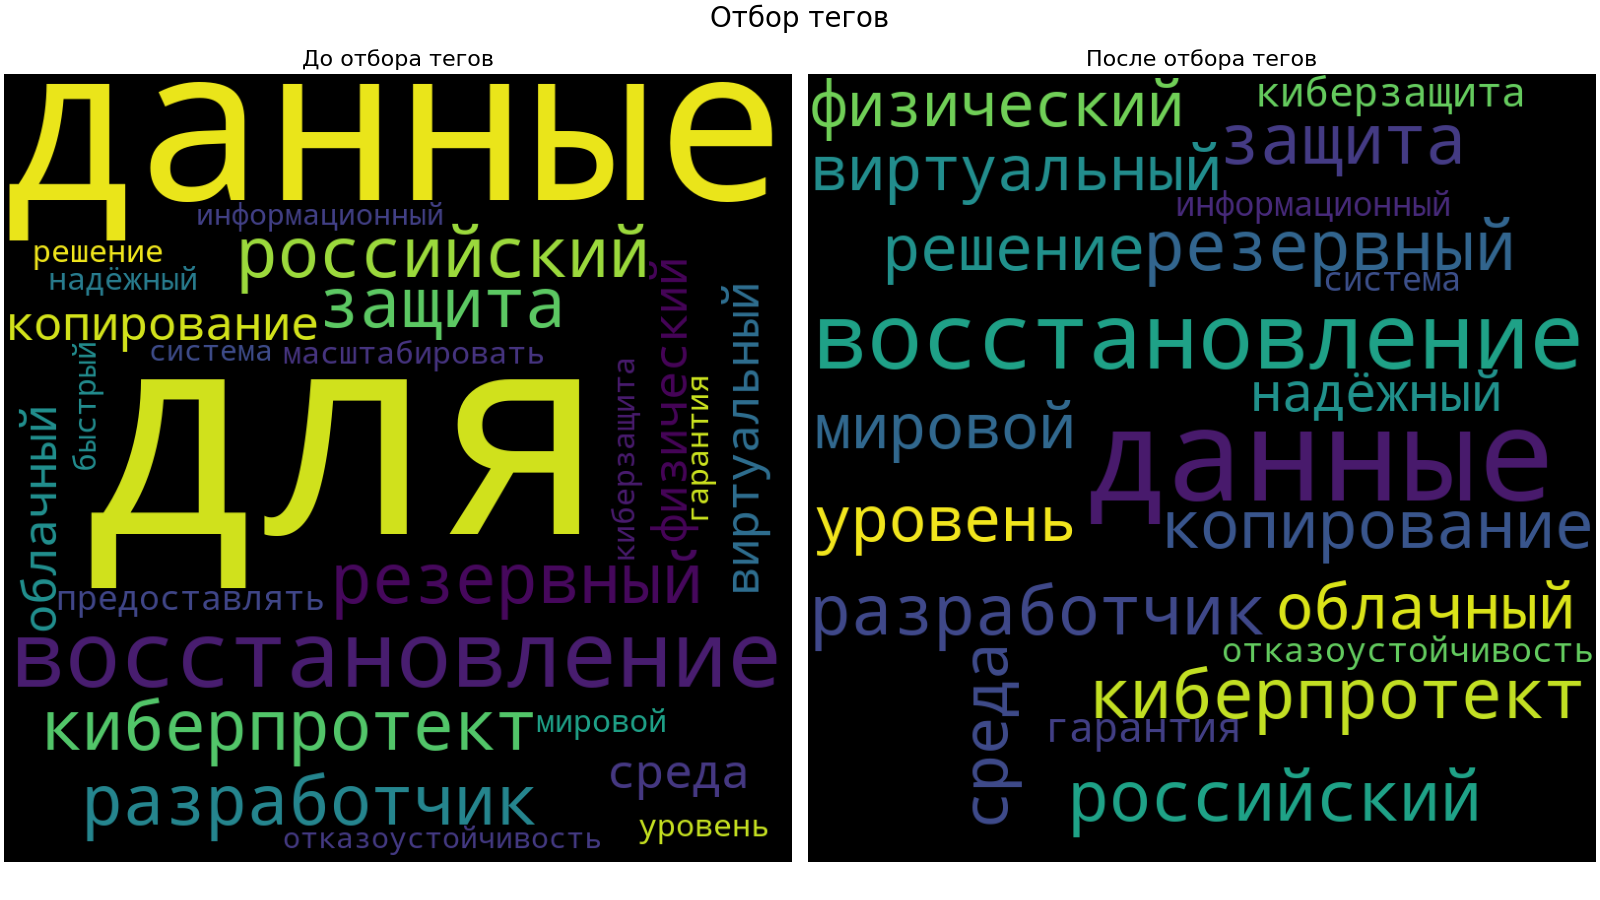 Отбор тегов
До отбора тегов
данные
информационный
российский
решение
надёжный
защита
копирование
система
масштабировать
быстрый
для
облачный
киберзащита
физический
гарантия
виртуальный
с
резервный
предоставлять
восстановление
киберпротект
мировой
среда
разработчик
уровень
отказоустойчивость
После отбора тегов
физический
киберзащита
защита
виртуальный
информационный
решение
резервный
система
восстановление
надёжный
мировой
данные
уровень
копирование
разработчик
облачный
отказоустойчивость
среда
киберпротект
гарантия
российский